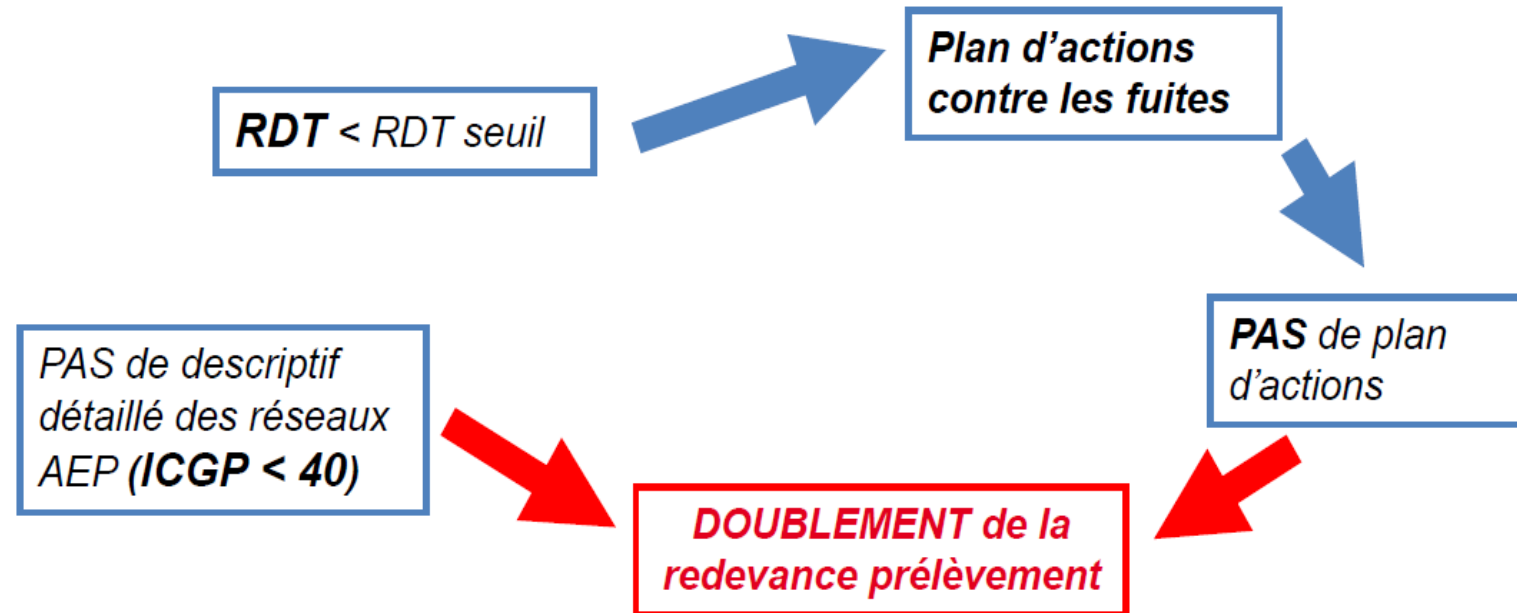 Plan d'actions
contre les fuites
RDT < RDT seuil
PAS de plan
d'actions
PAS de descriptif
détaillé des réseaux
AEP (ICGP < 40)
DOUBLEMENT de la
redevance prélèvement